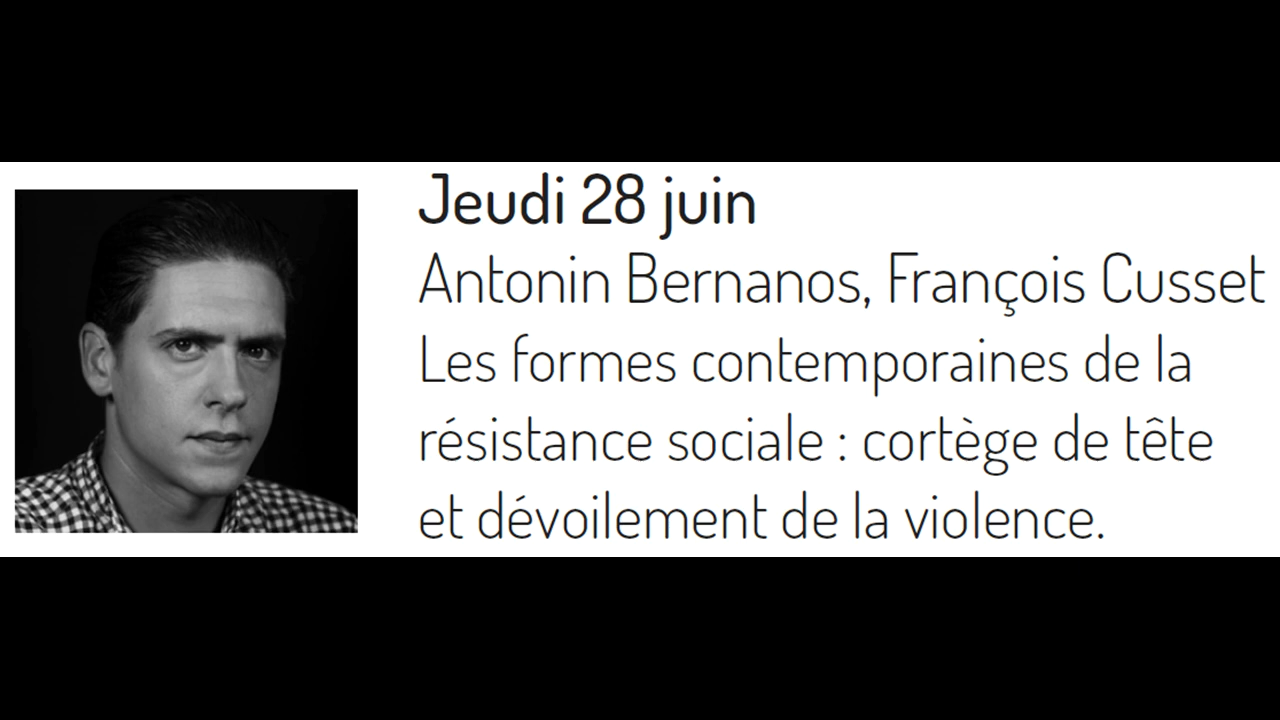 Jeudi 28 juin
Antonin Bernanos, François Cusset
Les formes contemporaines de la
résistance sociale : cortège de tête
et dévoilement de la violence.